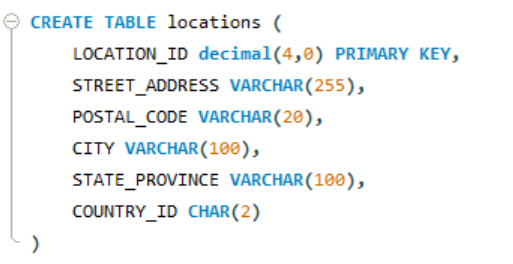 CREATE TABLE locations (
    LOCATION_ID decimal(4,0) PRIMARY KEY,
    STREET_ADDRESS VARCHAR(255),
    POSTAL_CODE VARCHAR(20),
    CITY VARCHAR(100),
    STATE_PROVINCE VARCHAR(100),
    COUNTRY_ID CHAR(2)
)